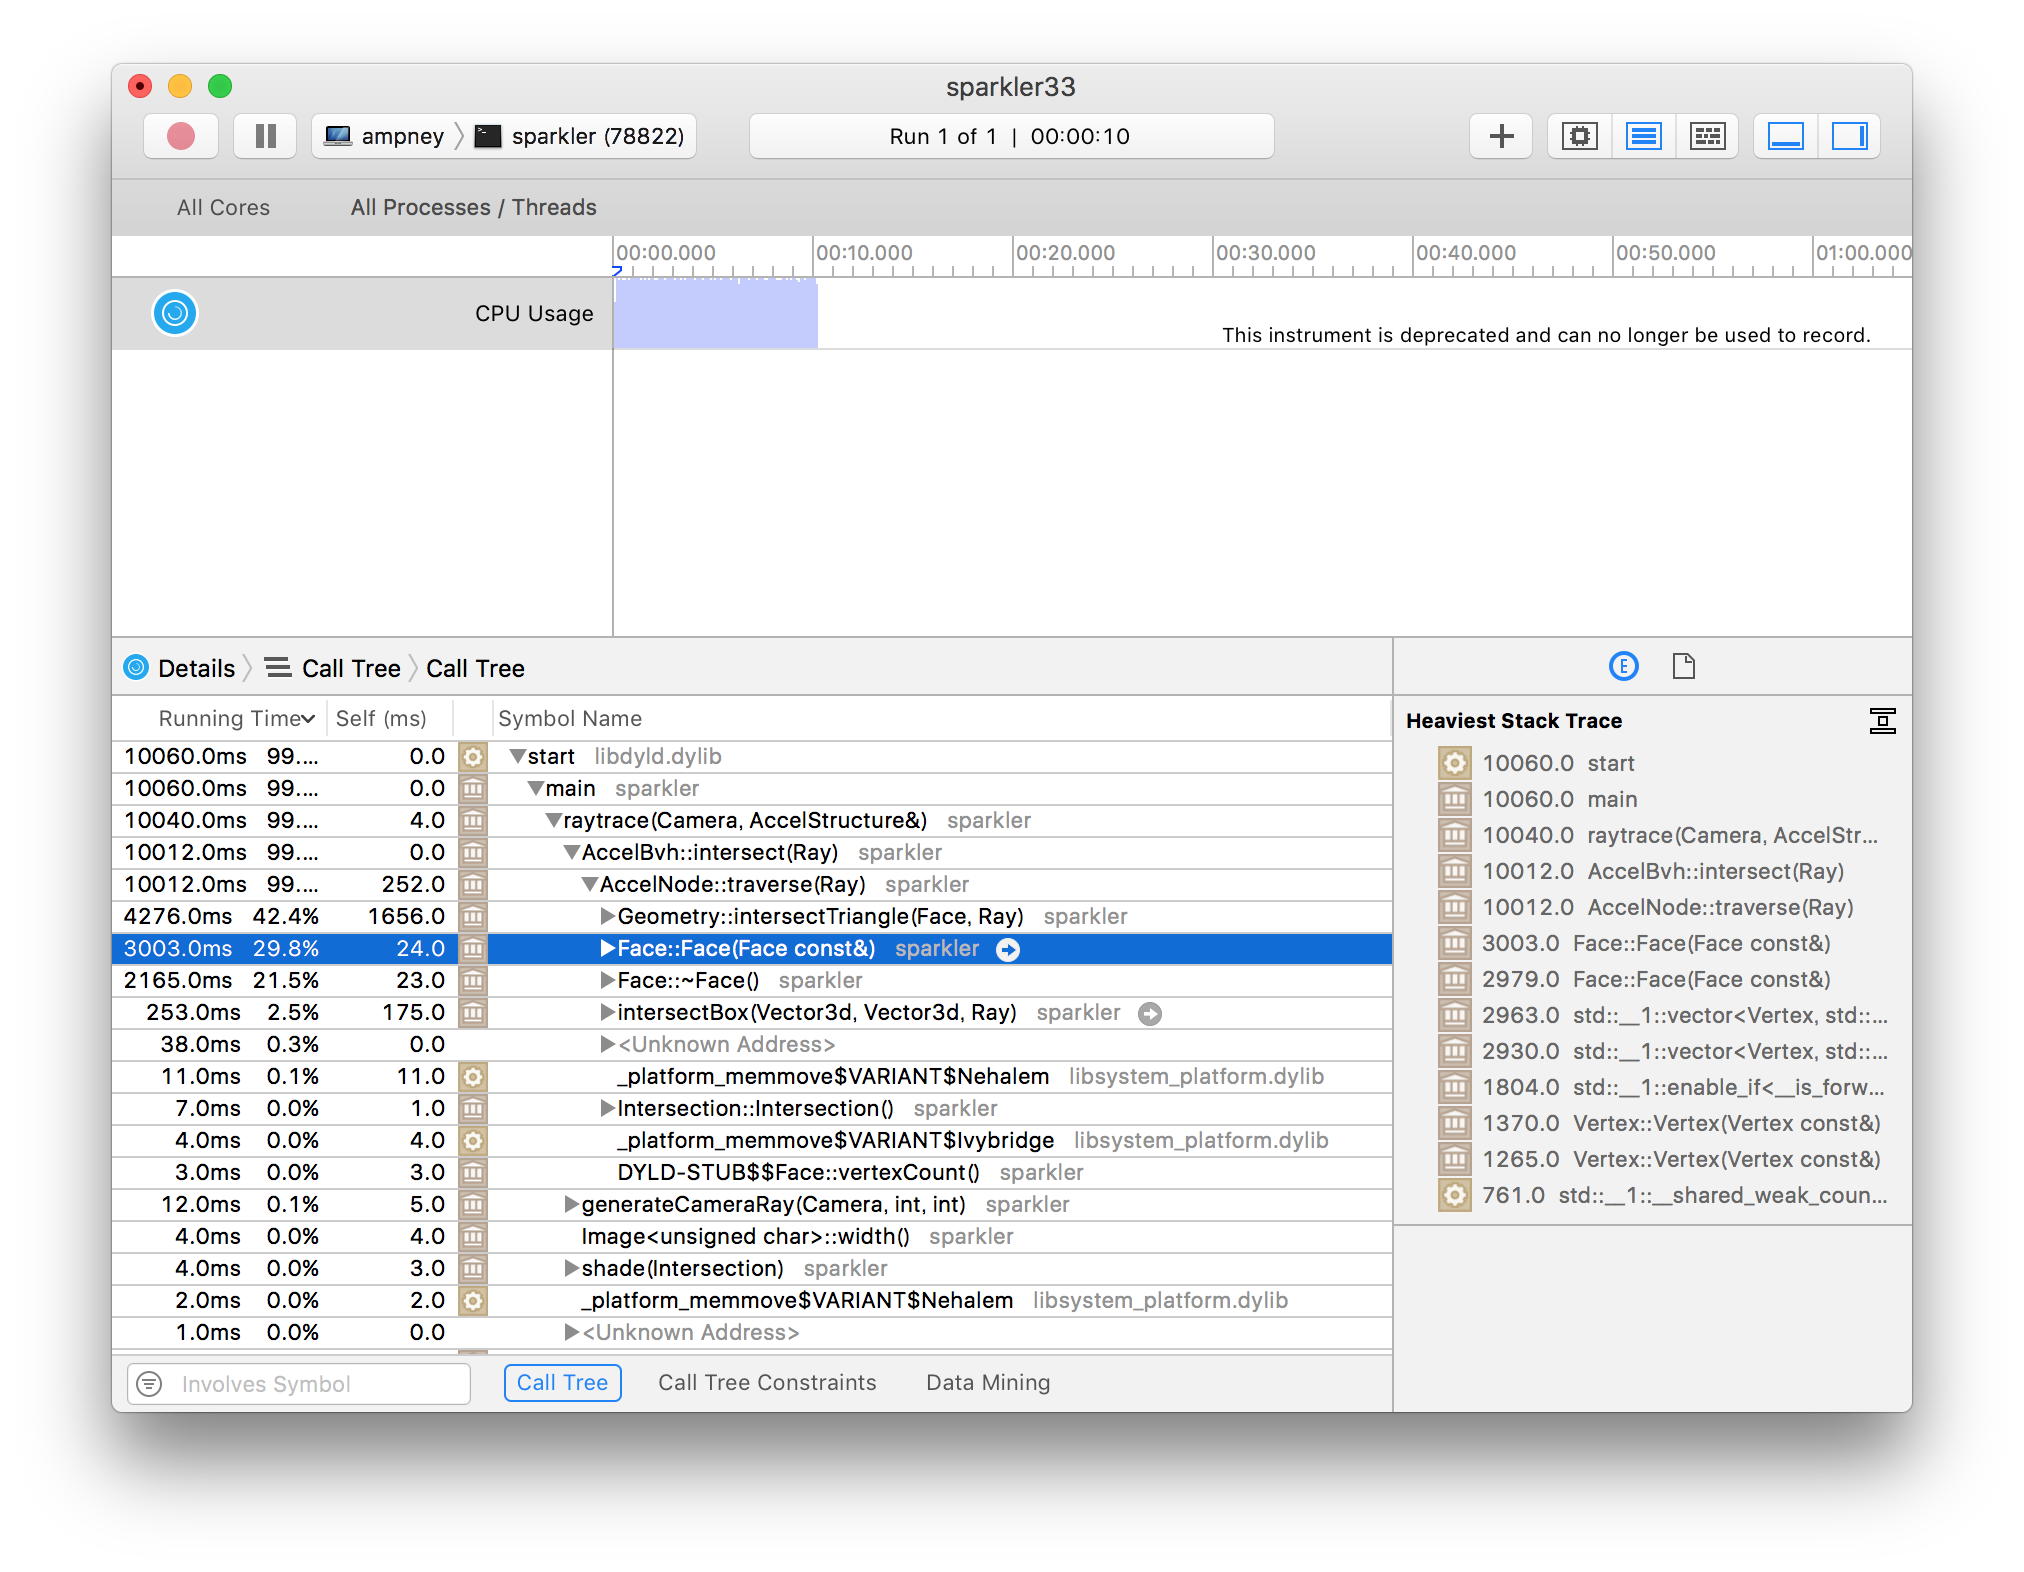 sparkler33
ampney sparkler (78822)
Run 1 of 1 | 00:00:10
All Cores All Processes / Threads
00:00.000 00:10.000 00:20.000 00:30.000 00:40.000 00:50.000 01:00.000
CPU Usage
This instrument is deprecated and can no longer be used to record.
Details Call Tree Call Tree
Running Time Self (ms) Symbol Name
10060.0ms 99.... 0.0 start libdyld.dylib
10060.0ms 99.... 0.0 main sparkler
10040.0ms 99.... 4.0 raytrace(Camera, AccelStructure&) sparkler
10012.0ms 99.... 0.0 AccelBvh::intersect(Ray) sparkler
10012.0ms 99.... 252.0 AccelNode::traverse(Ray) sparkler
4276.0ms 42.4% 1656.0 Geometry::intersectTriangle(Face, Ray) sparkler
3003.0ms 29.8% 24.0 Face::Face(Face const&) sparkler
2165.0ms 21.5% 23.0 Face::~Face() sparkler
253.0ms 2.5% 175.0 intersectBox(Vector3d, Vector3d, Ray) sparkler
38.0ms 0.3% 0.0 <Unknown Address>
11.0ms 0.1% 11.0 _platform_memmove$VARIANT$Nehalem libsystem_platform.dylib
7.0ms 0.0% 1.0 Intersection::Intersection() sparkler
4.0ms 0.0% 4.0 _platform_memmove$VARIANT$Ivybridge libsystem_platform.dylib
3.0ms 0.0% 3.0 DYLD-STUB$$Face::vertexCount() sparkler
12.0ms 0.1% 5.0 generateCameraRay(Camera, int, int) sparkler
4.0ms 0.0% 4.0 Image<unsigned char>::width() sparkler
4.0ms 0.0% 3.0 shade(Intersection) sparkler
2.0ms 0.0% 2.0 _platform_memmove$VARIANT$Nehalem libsystem_platform.dylib
1.0ms 0.0% 0.0 <Unknown Address>
Involves Symbol Call Tree Call Tree Constraints Data Mining
E
Heaviest Stack Trace
10060.0 start
10060.0 main
10040.0 raytrace(Camera, AccelStr...
10012.0 AccelBvh::intersect(Ray)
10012.0 AccelNode::traverse(Ray)
3003.0 Face::Face(Face const&)
2979.0 Face::Face(Face const&)
2963.0 std::__1::vector<Vertex, std::...
2930.0 std::__1::vector<Vertex, std::...
1804.0 std::__1::enable_if<__is_forw...
1370.0 Vertex::Vertex(Vertex const&)
1265.0 Vertex::Vertex(Vertex const&)
761.0 std::__1::__shared_weak_coun...